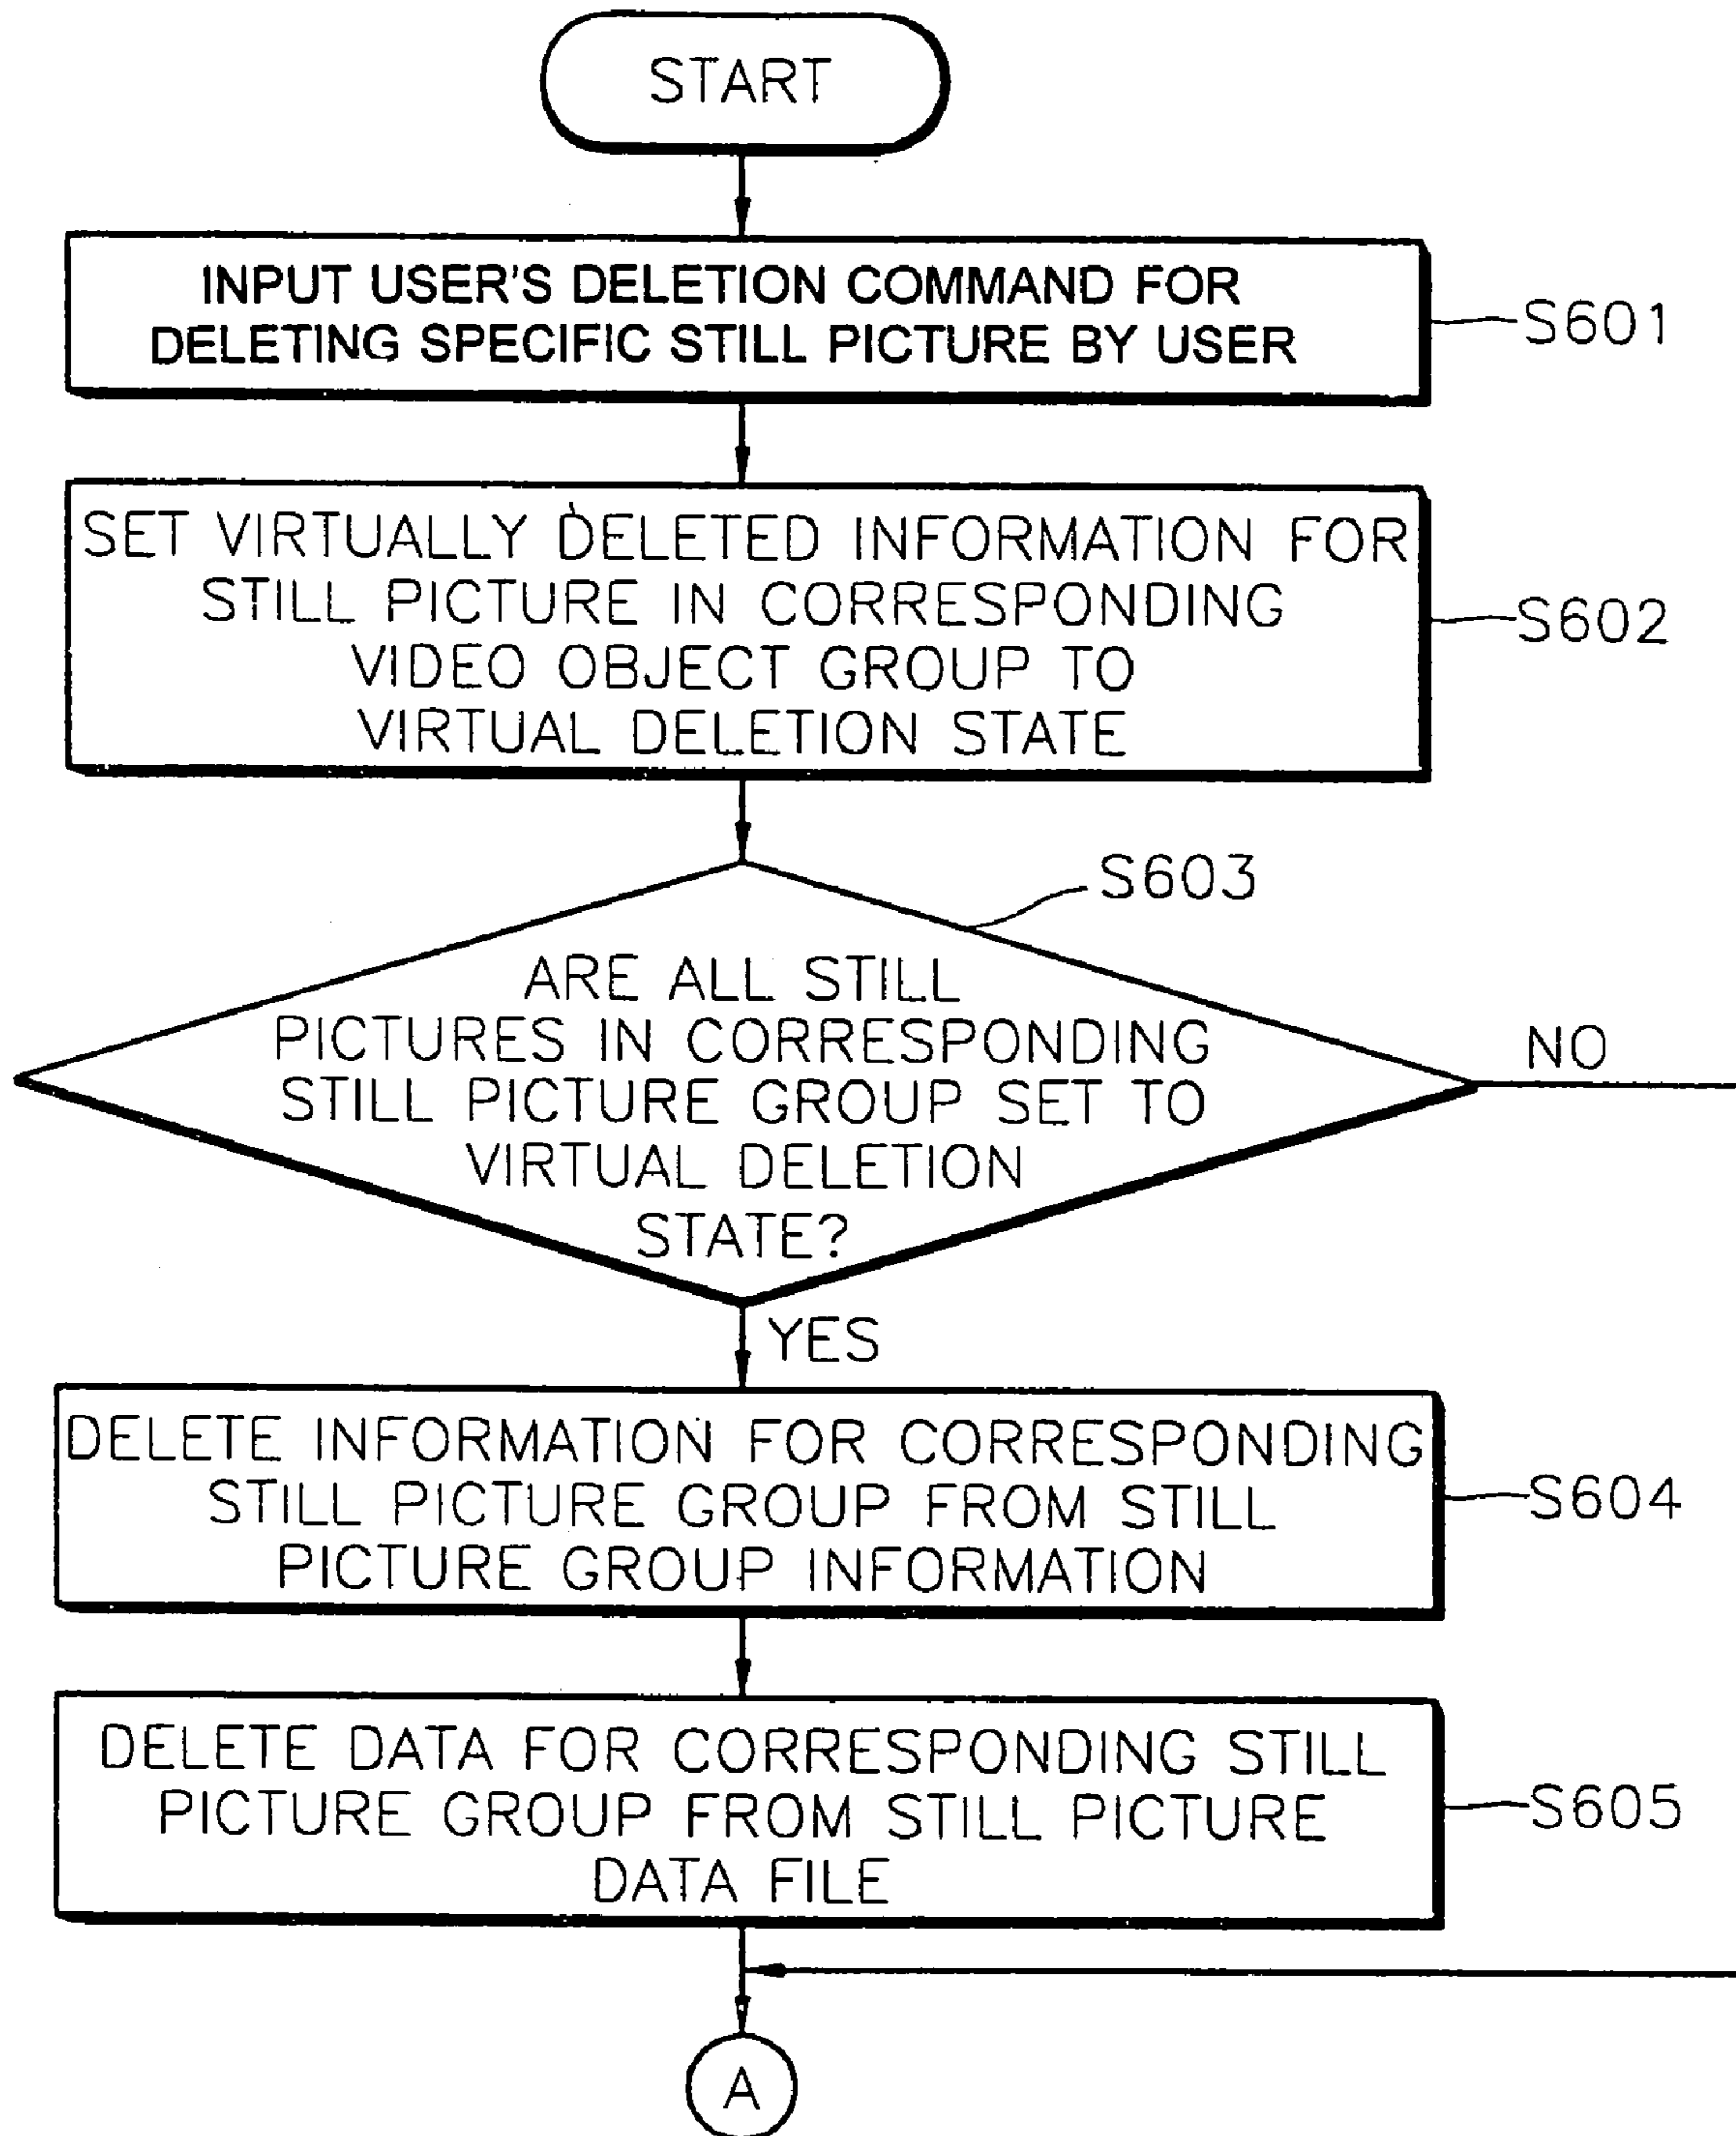 START
INPUT USER'S DELETION COMMAND FOR
DELETING SPECIFIC STILL PICTURE BY USER
S601
SET VIRTUALLY DELETED INFORMATION FOR
STILL PICTURE IN CORRESPONDING
VIDEO OBJECT GROUP TO
VIRTUAL DELETION STATE
S602
S603
ARE ALL STILL
PICTURES IN CORRESPONDING
STILL PICTURE GROUP SET TO
VIRTUAL DELETION
STATE?
NO
YES
DELETE INFORMATION FOR CORRESPONDING
STILL PICTURE GROUP FROM STILL
PICTURE GROUP INFORMATION
S604
DELETE DATA FOR CORRESPONDING STILL
PICTURE GROUP FROM STILL PICTURE
DATA FILE
S605
A